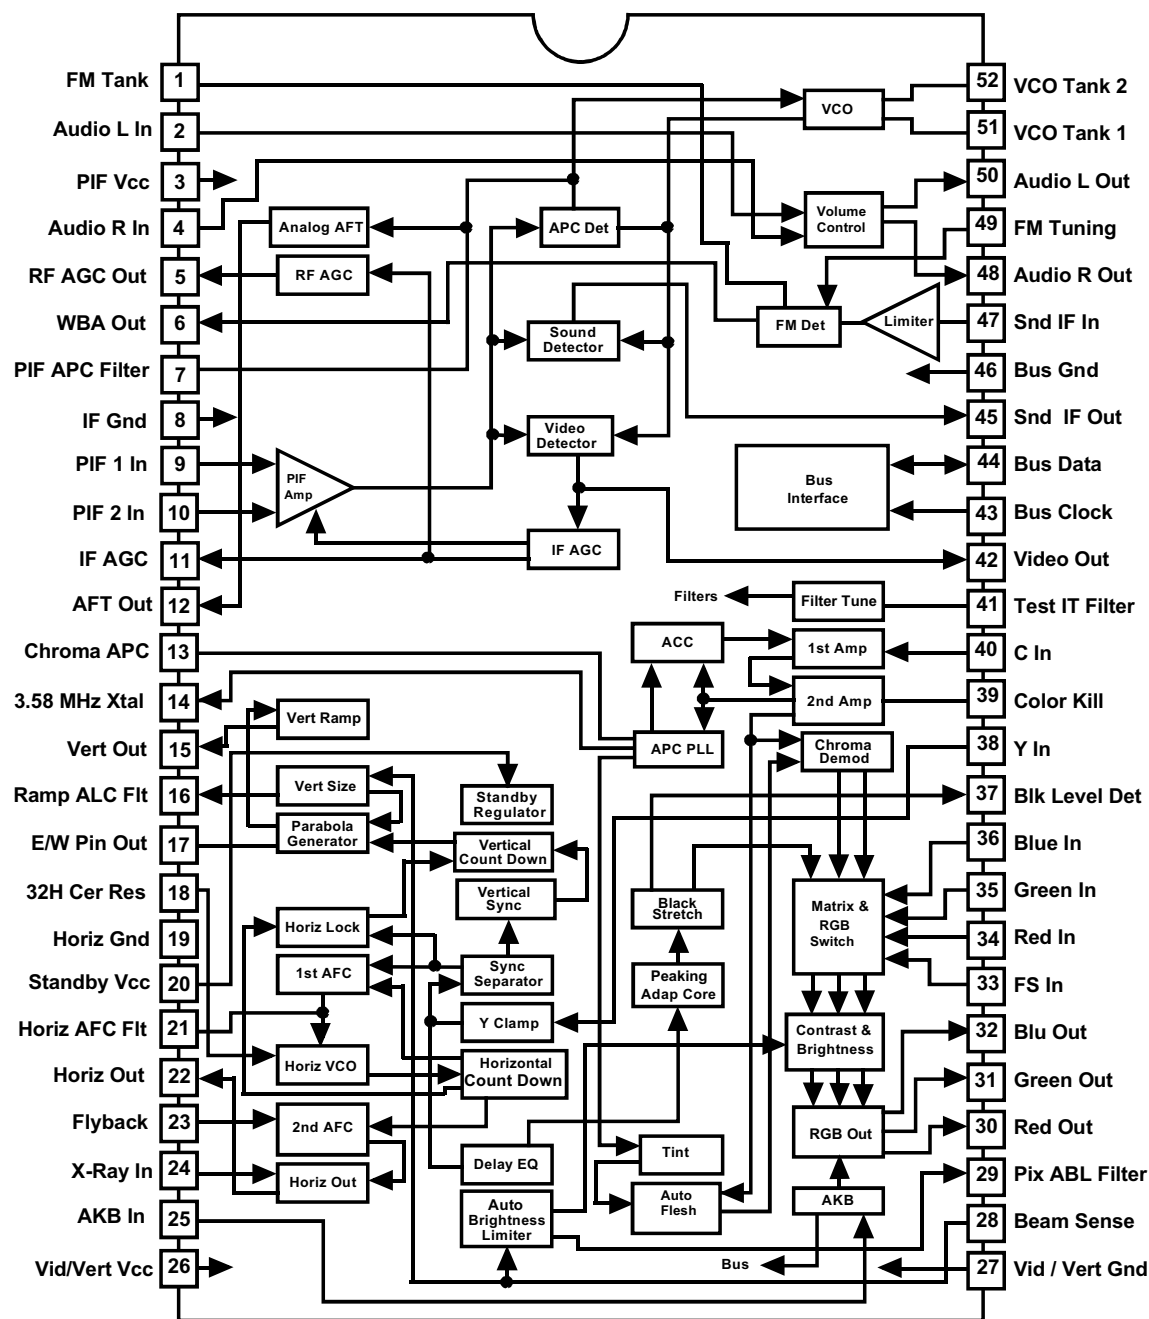 FM Tank 1
Audio L In 2
PIF Vcc 3
Audio R In 4
RF AGC Out 5
WBA Out 6
PIF APC Filter 7
IF Gnd 8
PIF 1 In 9
PIF 2 In 10
IF AGC 11
AFT Out 12
Chroma APC 13
3.58 MHz Xtal 14
Vert Out 15
Ramp ALC Flt 16
E/W Pin Out 17
32H Cer Res 18
Horiz Gnd 19
Standby Vcc 20
Horiz AFC Flt 21
Horiz Out 22
Flyback 23
X-Ray In 24
AKB In 25
Vid/Vert Vcc 26
52 VCO Tank 2
51 VCO Tank 1
50 Audio L Out
49 FM Tuning
48 Audio R Out
47 Snd IF In
46 Bus Gnd
45 Snd IF Out
44 Bus Data
43 Bus Clock
42 Video Out
41 Test IT Filter
40 C In
39 Color Kill
38 Y In
37 Blk Level Det
36 Blue In
35 Green In
34 Red In
33 FS In
32 Blu Out
31 Green Out
30 Red Out
29 Pix ABL Filter
28 Beam Sense
27 Vid / Vert Gnd
VCO
Analog AFT
APC Det
Volume
Control
RF AGC
Sound
Detector
FM Det
Limiter
Video
Detector
PIF
Amp
Bus
Interface
IF AGC
Filters
Filter Tune
ACC
1st Amp
2nd Amp
Vert Ramp
APC PLL
Chroma
Demod
Vert Size
Standby
Regulator
Parabola
Generator
Vertical
Count Down
Vertical
Sync
Black
Stretch
Matrix &
RGB
Switch
Horiz Lock
1st AFC
Sync
Separator
Peaking
Adap Core
Y Clamp
Contrast &
Brightness
Horiz VCO
Horizontal
Count Down
2nd AFC
RGB Out
Delay EQ
Tint
Horiz Out
Auto
Brightness
Limiter
Auto
Flesh
AKB
Bus